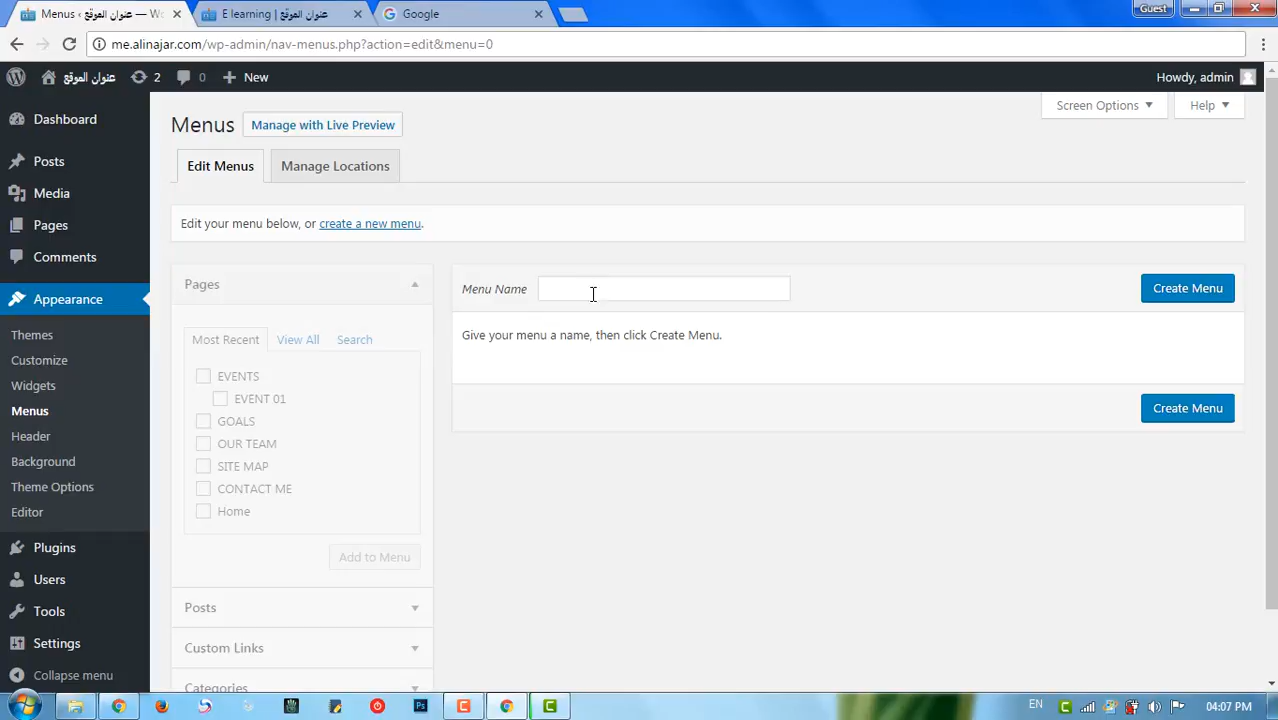 Menus ‹ عنوان الموقع — Wo
E learning | عنوان الموقع
Google
Guest
me.alinajar.com/wp-admin/nav-menus.php?action=edit&menu=0
عنوان الموقع
2
0
New
Howdy, admin
Dashboard
Posts
Media
Pages
Comments
Appearance
Themes
Customize
Widgets
Menus
Header
Background
Theme Options
Editor
Plugins
Users
Tools
Settings
Collapse menu
Screen Options
Help
Menus
Manage with Live Preview
Edit Menus
Manage Locations
Edit your menu below, or create a new menu.
Pages
Most Recent
View All
Search
EVENTS
EVENT 01
GOALS
OUR TEAM
SITE MAP
CONTACT ME
Home
Add to Menu
Posts
Custom Links
Categories
Menu Name
Create Menu
Give your menu a name, then click Create Menu.
Create Menu
Ps
EN
04:07 PM